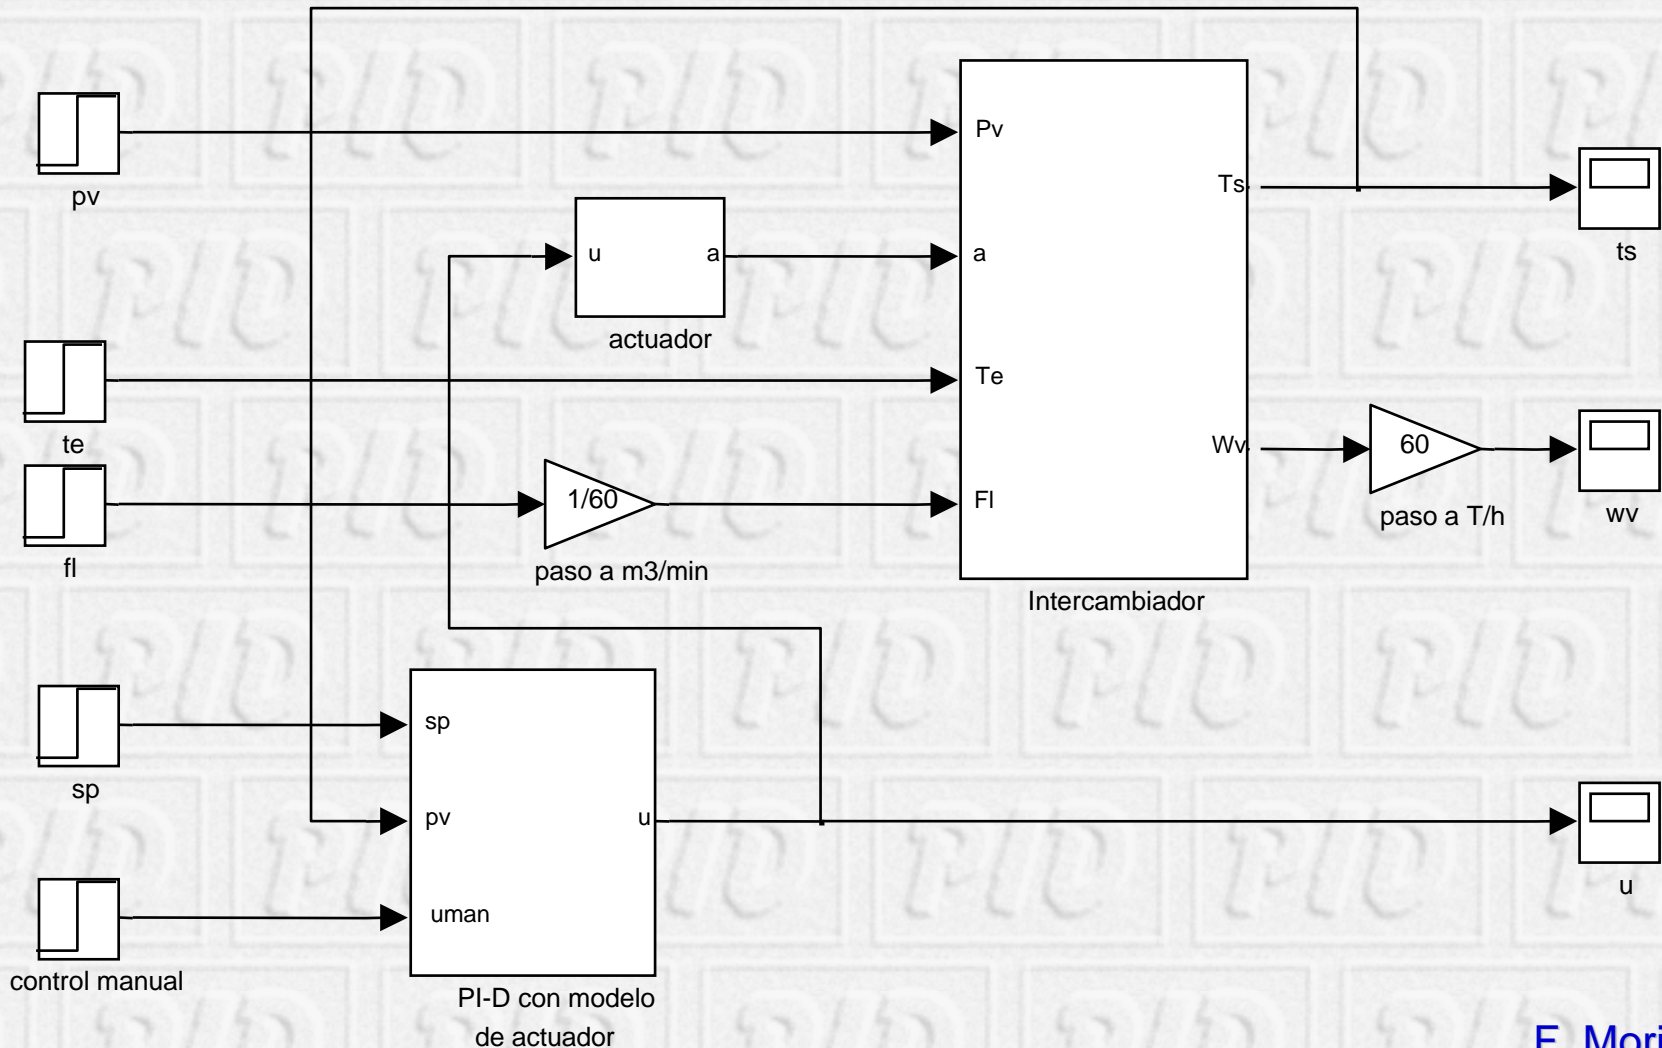 Pv
pv
Ts
ts
u
a
a
actuador
Te
te
Wv
60
paso a T/h
wv
Fl
fl
1/60
paso a m3/min
Intercambiador
sp
sp
pv
u
u
uman
control manual
PI-D con modelo
de actuador
F. Mori